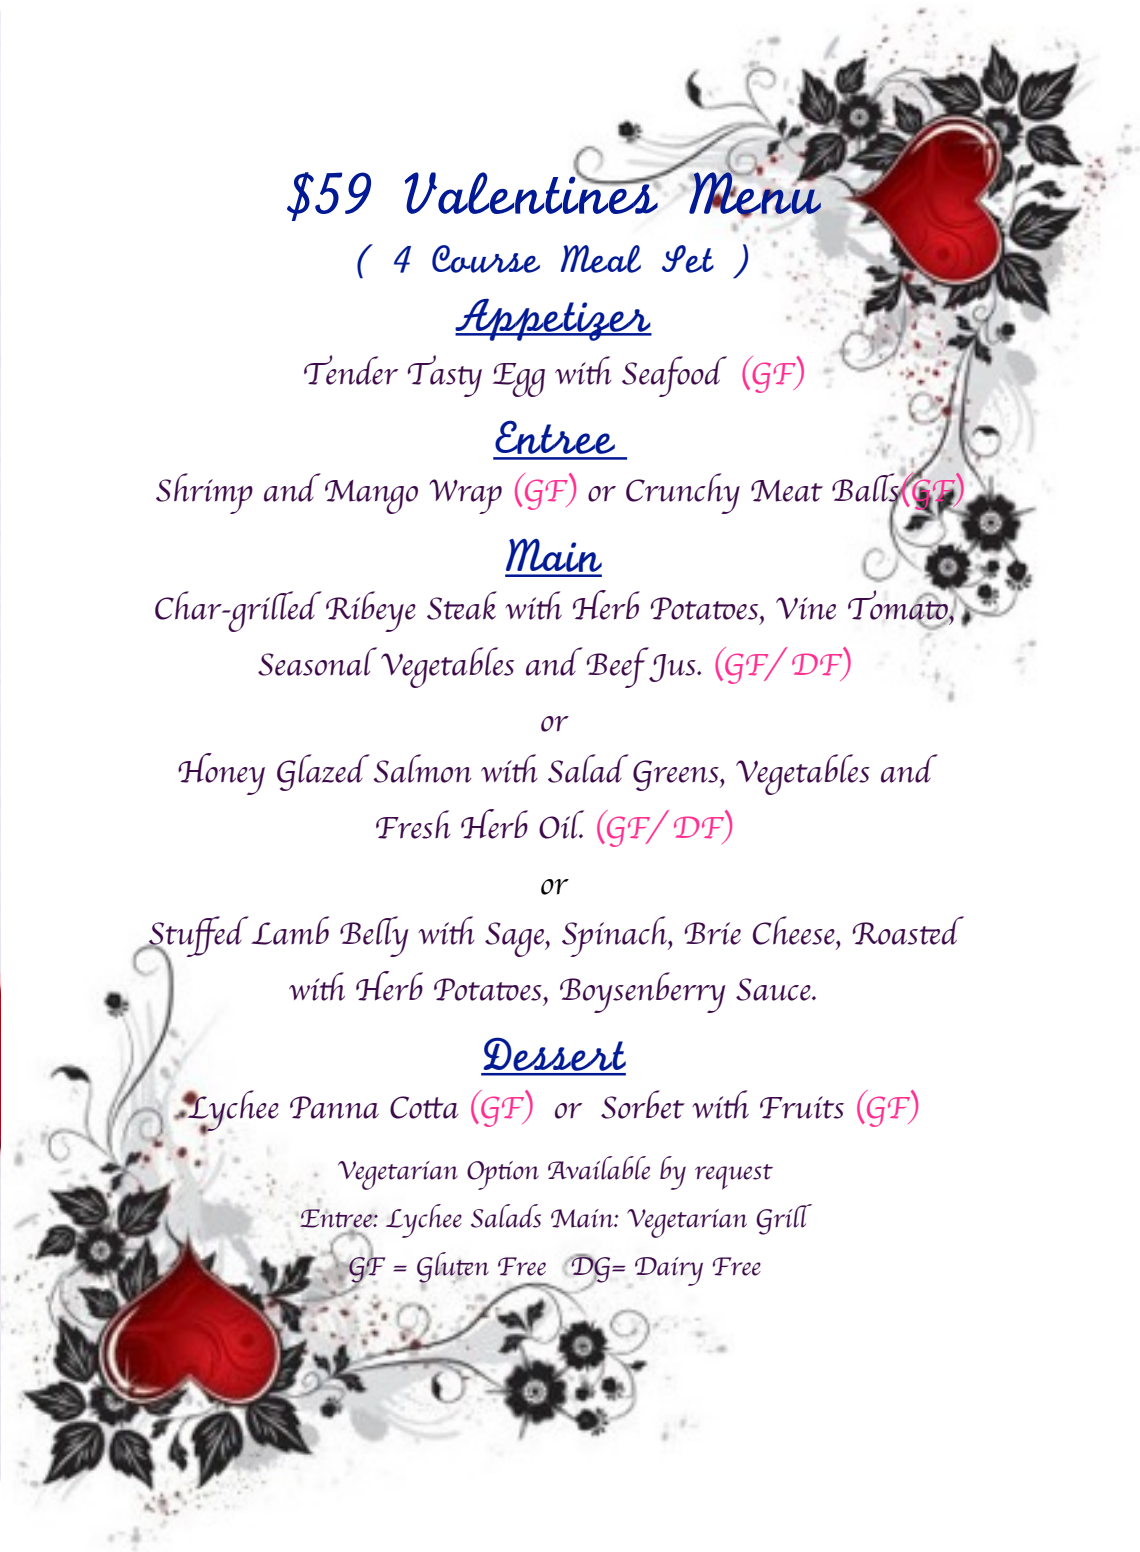 $59 Valentines Menu
( 4 Course Meal Set )
Appetizer
Tender Tasty Egg with Seafood (GF)
Entree
Shrimp and Mango Wrap (GF) or Crunchy Meat Balls(GF)
Main
Char-grilled Ribeye Steak with Herb Potatoes, Vine Tomato,
Seasonal Vegetables and Beef Jus. (GF/ DF)
or
Honey Glazed Salmon with Salad Greens, Vegetables and
Fresh Herb Oil. (GF/ DF)
or
Stuffed Lamb Belly with Sage, Spinach, Brie Cheese, Roasted
with Herb Potatoes, Boysenberry Sauce.
Dessert
Lychee Panna Cotta (GF) or Sorbet with Fruits (GF)
Vegetarian Option Available by request
Entree: Lychee Salads Main: Vegetarian Grill
GF = Gluten Free DG= Dairy Free